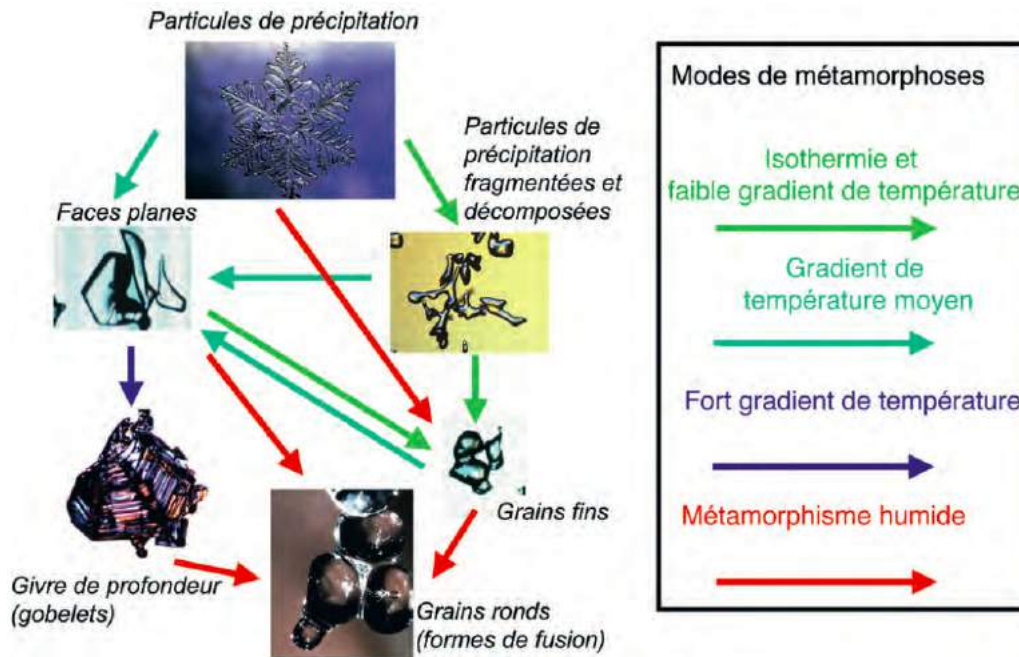 Particules de précipitation
Particules de
précipitation
fragmentées et
décomposées
Faces planes
Grains fins
Givre de profondeur
(gobelets)
Grains ronds
(formes de fusion)
Modes de métamorphoses
Isothermie et
faible gradient de température
Gradient de
température moyen
Fort gradient de température
Métamorphisme humide